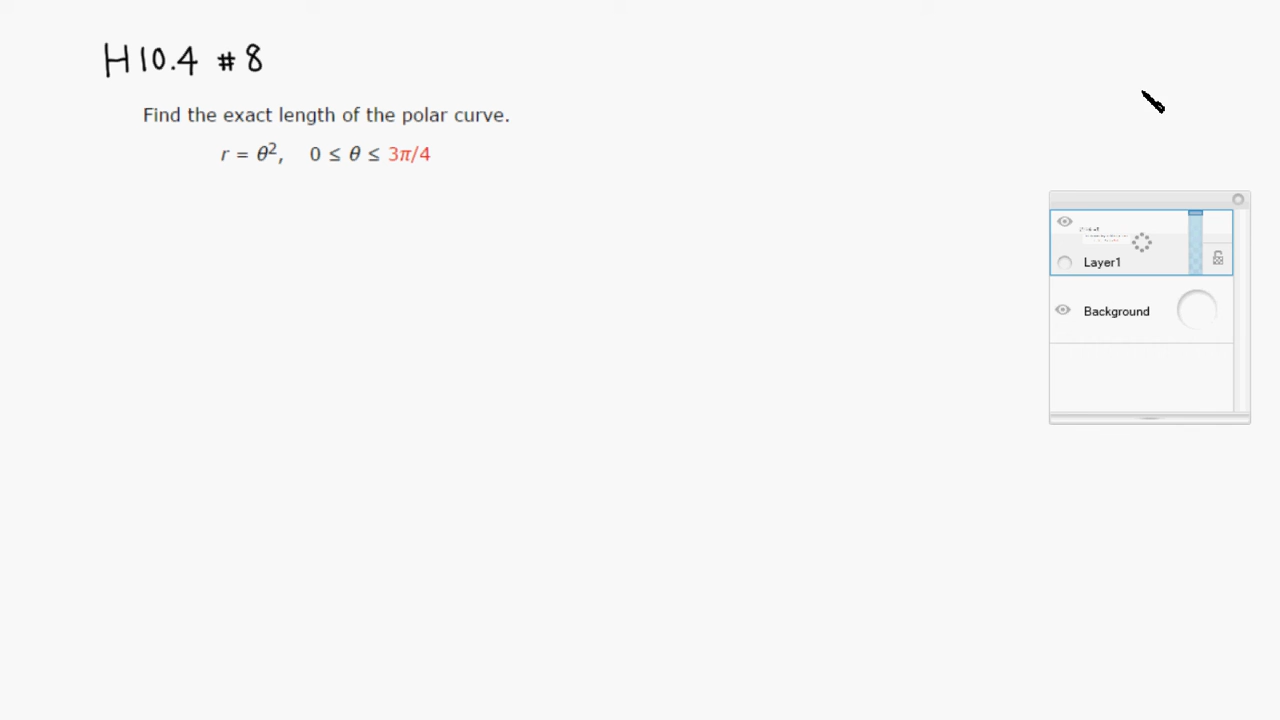 H10.4 #8
Find the exact length of the polar curve.
r = θ², 0 ≤ θ ≤ 3π/4
Layer1
Background